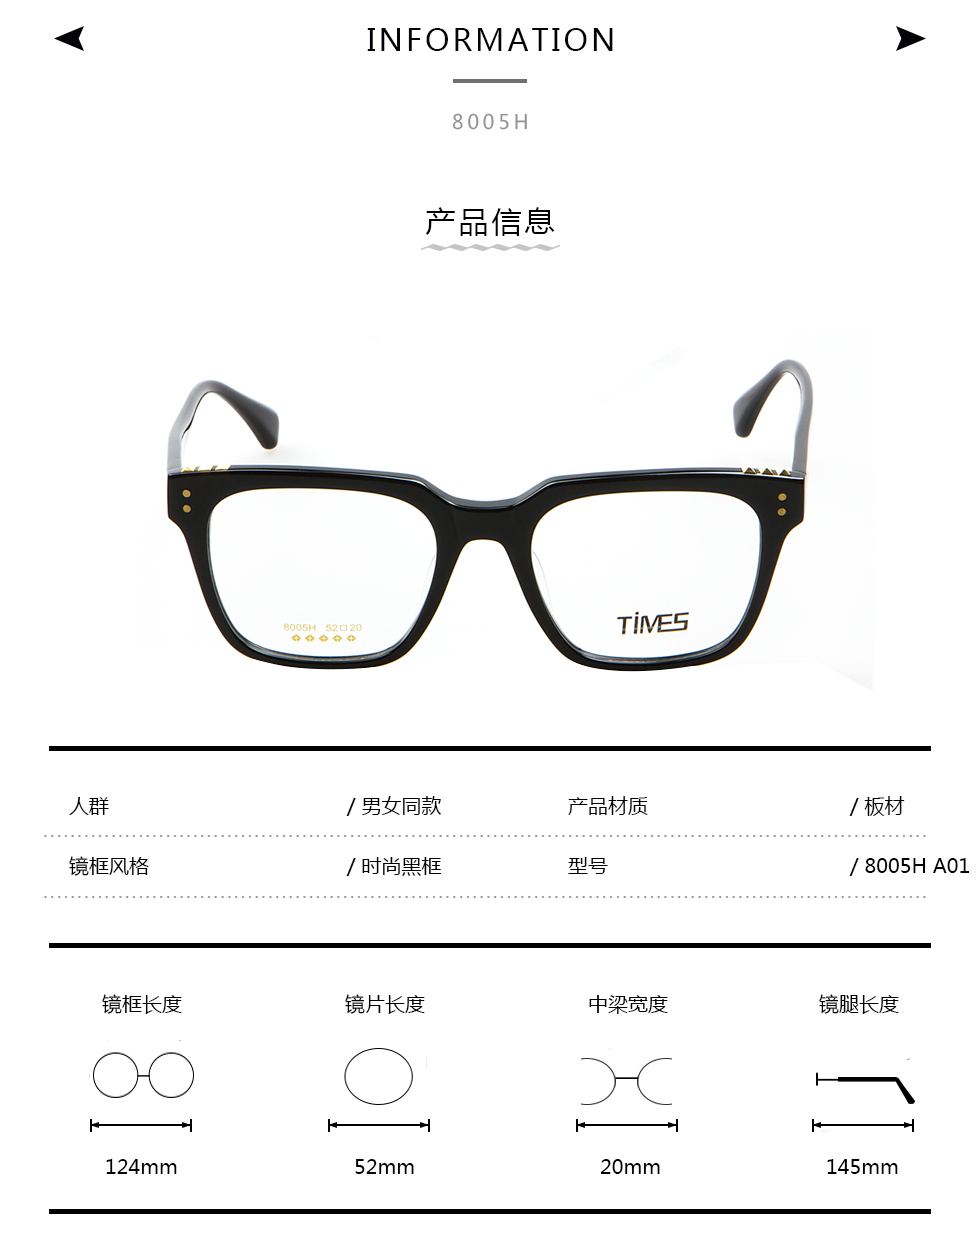 INFORMATION
8005H
产品信息
8005H 52□20
TiMES
人群 / 男女同款 产品材质 / 板材
镜框风格 / 时尚黑框 型号 / 8005H A01
镜框长度 镜片长度 中梁宽度 镜腿长度
124mm 52mm 20mm 145mm